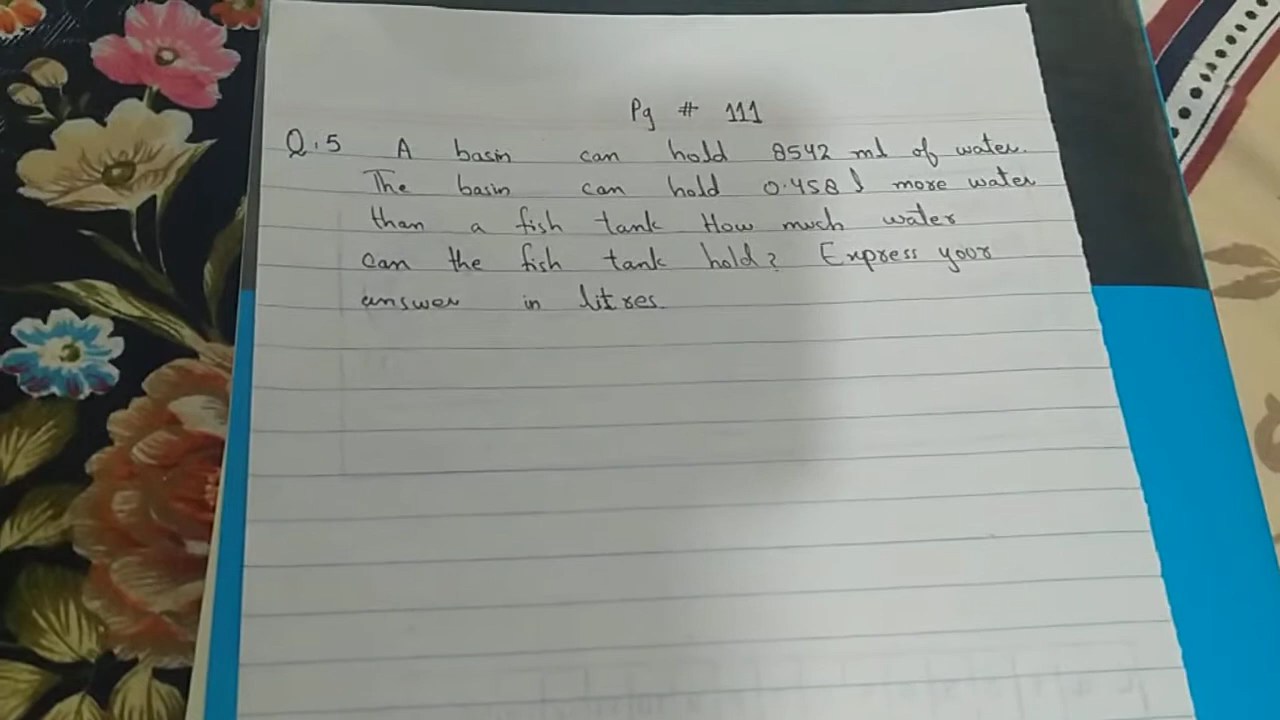 Pg # 111
Q.5 A basin can hold 8542 ml of water.
The basin can hold 0.458 l more water
than a fish tank How much water
can the fish tank hold? Express your
answer in litres.